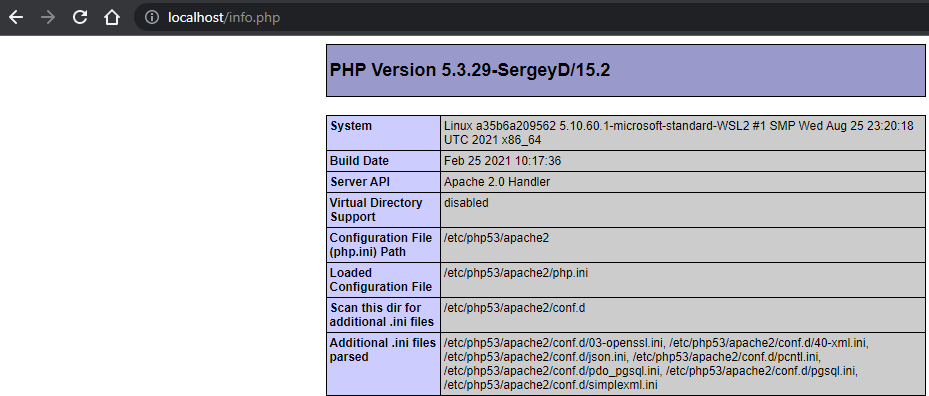 localhost/info.php
PHP Version 5.3.29-SergeyD/15.2
System Linux a35b6a209562 5.10.60.1-microsoft-standard-WSL2 #1 SMP Wed Aug 25 23:20:18
UTC 2021 x86_64
Build Date Feb 25 2021 10:17:36
Server API Apache 2.0 Handler
Virtual Directory disabled
Support
Configuration File /etc/php53/apache2
(php.ini) Path
Loaded /etc/php53/apache2/php.ini
Configuration File
Scan this dir for /etc/php53/apache2/conf.d
additional .ini files
Additional .ini files /etc/php53/apache2/conf.d/03-openssl.ini, /etc/php53/apache2/conf.d/40-xml.ini,
parsed /etc/php53/apache2/conf.d/json.ini, /etc/php53/apache2/conf.d/pcntl.ini,
/etc/php53/apache2/conf.d/pdo_pgsql.ini, /etc/php53/apache2/conf.d/pgsql.ini,
/etc/php53/apache2/conf.d/simplexml.ini